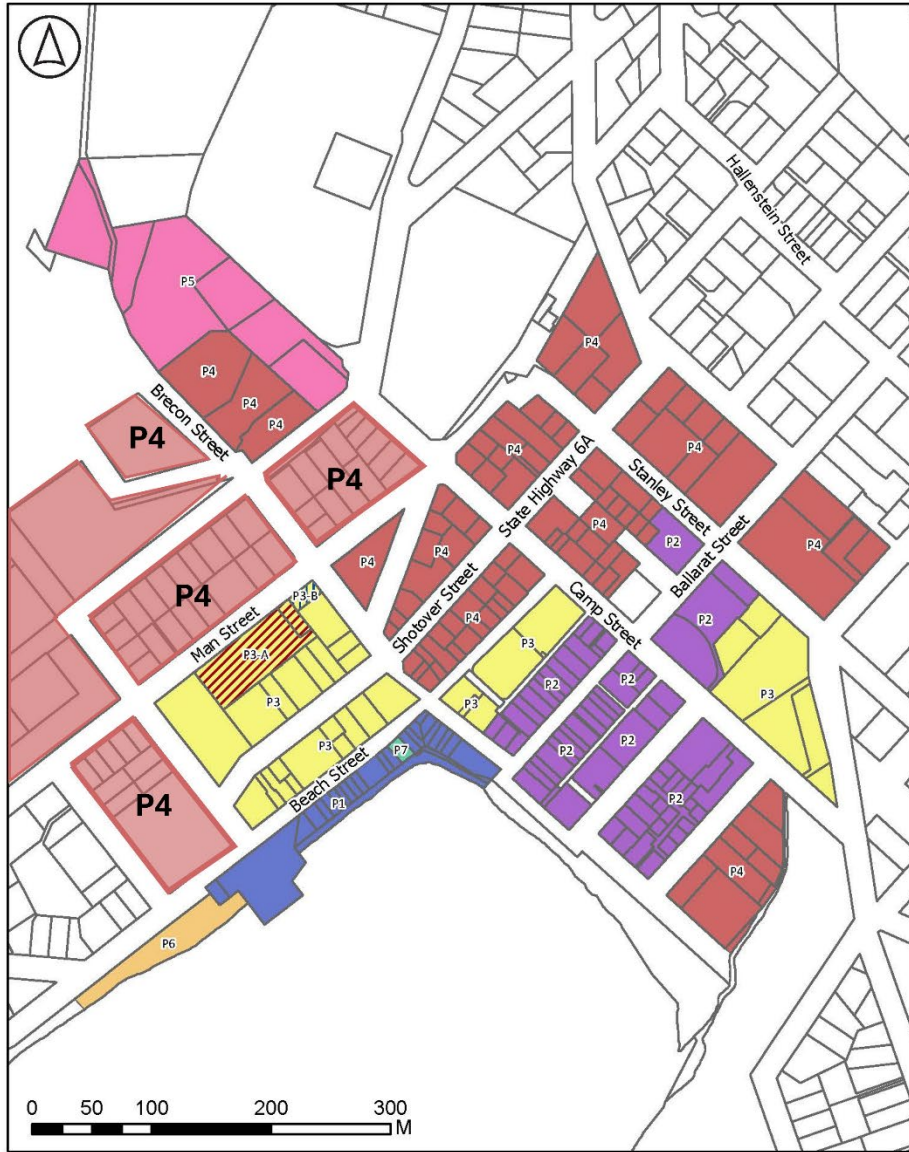 Hallenstein Street
P5
P4
P4
P4
P4
Brecon Street
P4
P4
P4
State Highway 6A
Stanley Street
P4
P4
P2
Ballarat Street
P4
P4
P4
P4
Shotover Street
P4
Camp Street
P2
P3-B
Man Street
P3-A
P3
P3
P3
P2
P2
P3
P3
Beach Street
P7
P1
P2
P2
P2
P4
P4
P6
0 50 100 200 300
M